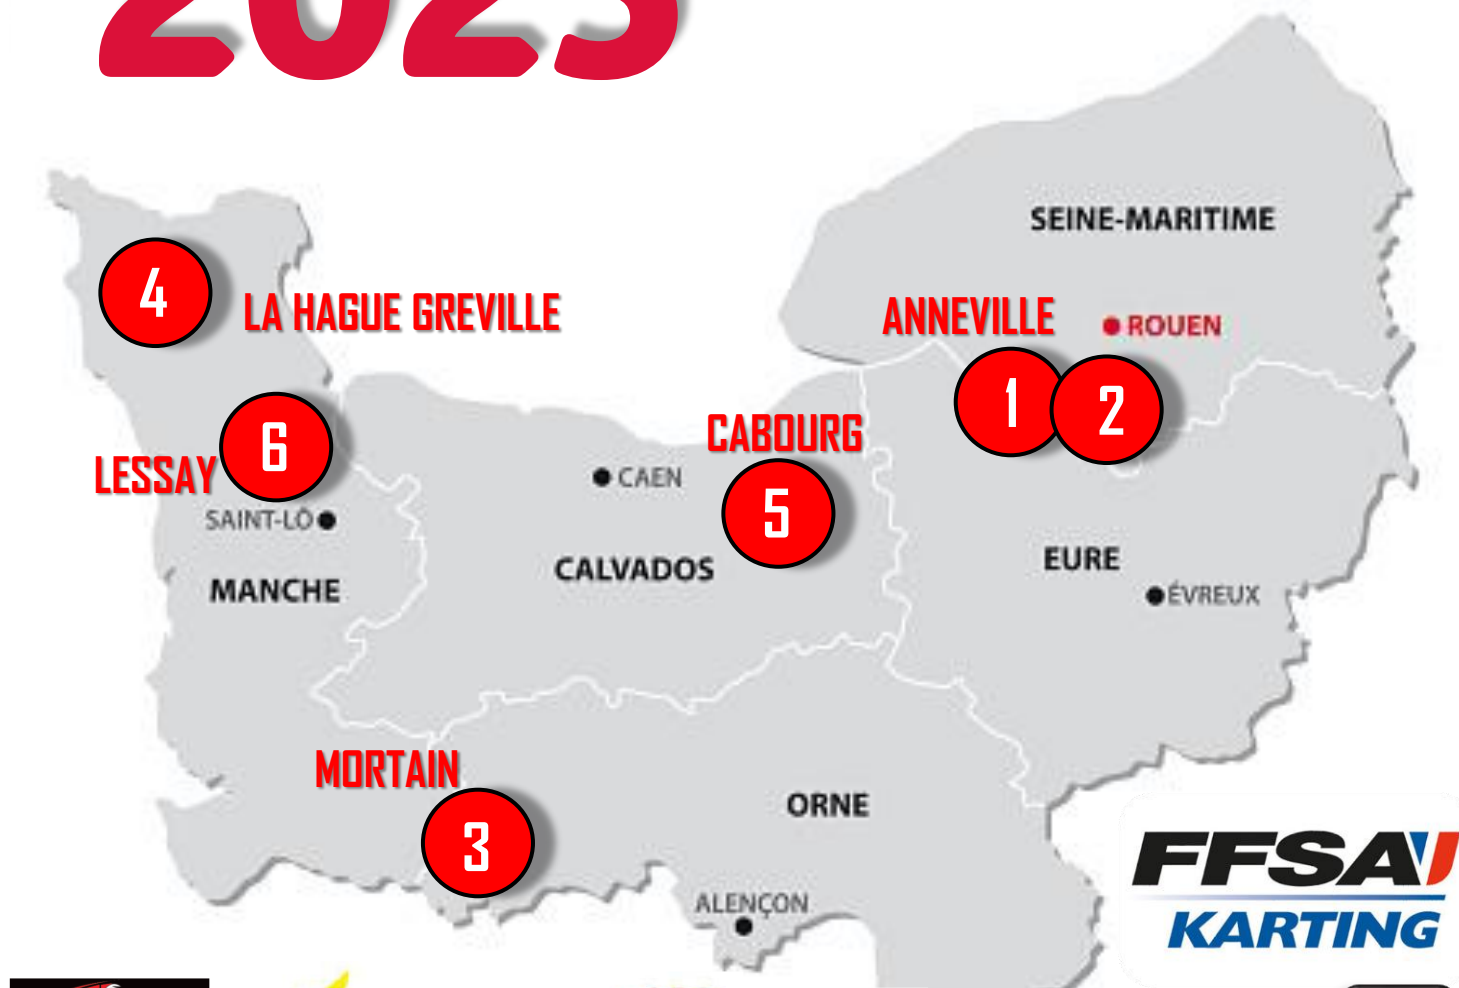 2023
SEINE-MARITIME
4
LA HAGUE GREVILLE
ANNEVILLE
ROUEN
1
2
CABOURG
6
LESSAY
CAEN
5
SAINT-LÔ
CALVADOS
EURE
MANCHE
ÉVREUX
MORTAIN
3
ORNE
ALENÇON
FFSA
KARTING